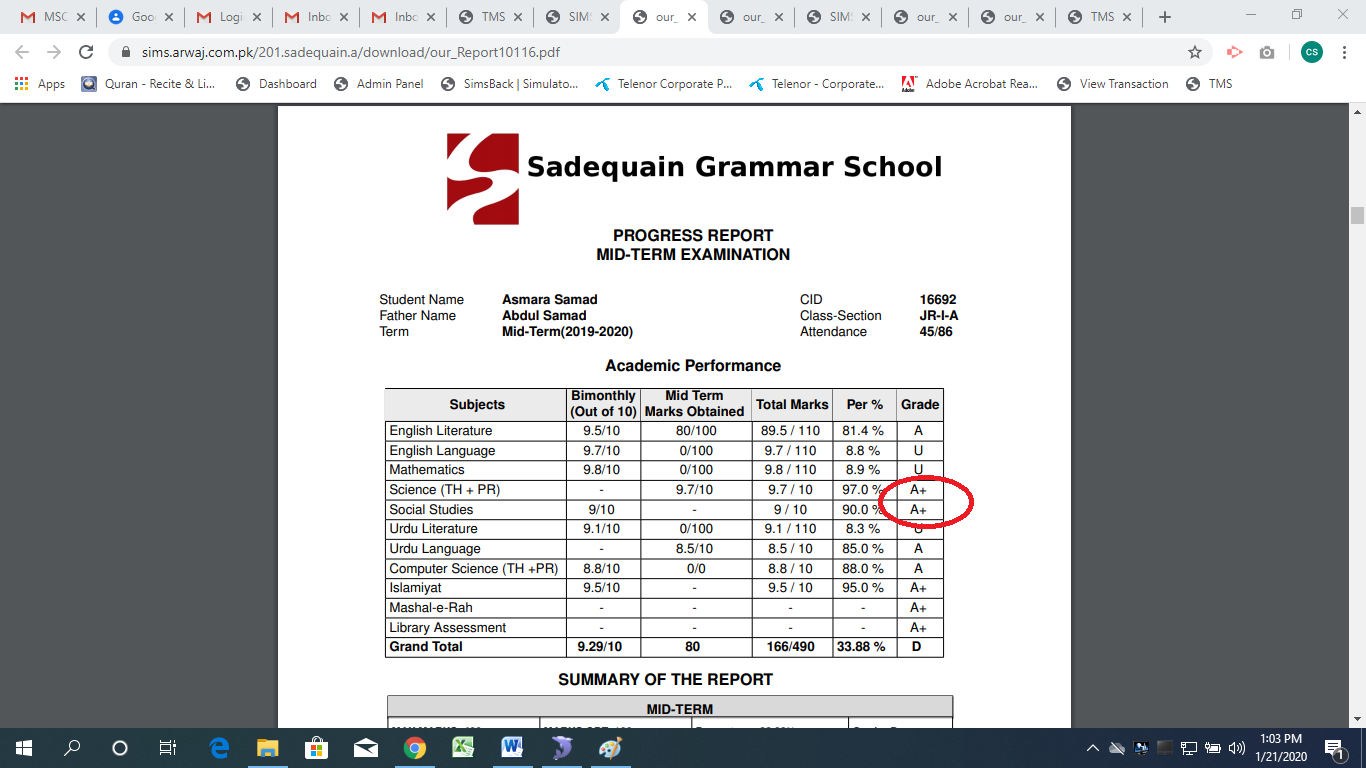 MSC Goo Logi Inbc Inbc TMS SIMS our_ our_ SIMS our_ our_ TMS
sims.arwaj.com.pk/201.sadequain.a/download/our_Report10116.pdf
CS
Apps Quran - Recite & Li... Dashboard Admin Panel SimsBack | Simulato... Telenor Corporate P... Telenor - Corporate... Adobe Acrobat Rea... View Transaction TMS
Sadequain Grammar School
PROGRESS REPORT
MID-TERM EXAMINATION
Student Name Asmara Samad CID 16692
Father Name Abdul Samad Class-Section JR-I-A
Term Mid-Term(2019-2020) Attendance 45/86
Academic Performance
Subjects Bimonthly (Out of 10) Mid Term Marks Obtained Total Marks Per % Grade
English Literature 9.5/10 80/100 89.5 / 110 81.4 % A
English Language 9.7/10 0/100 9.7 / 110 8.8 % U
Mathematics 9.8/10 0/100 9.8 / 110 8.9 % U
Science (TH + PR) - 9.7/10 9.7 / 10 97.0 % A+
Social Studies 9/10 - 9 / 10 90.0 % A+
Urdu Literature 9.1/10 0/100 9.1 / 110 8.3 % U
Urdu Language - 8.5/10 8.5 / 10 85.0 % A
Computer Science (TH +PR) 8.8/10 0/0 8.8 / 10 88.0 % A
Islamiyat 9.5/10 - 9.5 / 10 95.0 % A+
Mashal-e-Rah - - - - A+
Library Assessment - - - - A+
Grand Total 9.29/10 80 166/490 33.88 % D
SUMMARY OF THE REPORT
MID-TERM
1:03 PM
1/21/2020
1